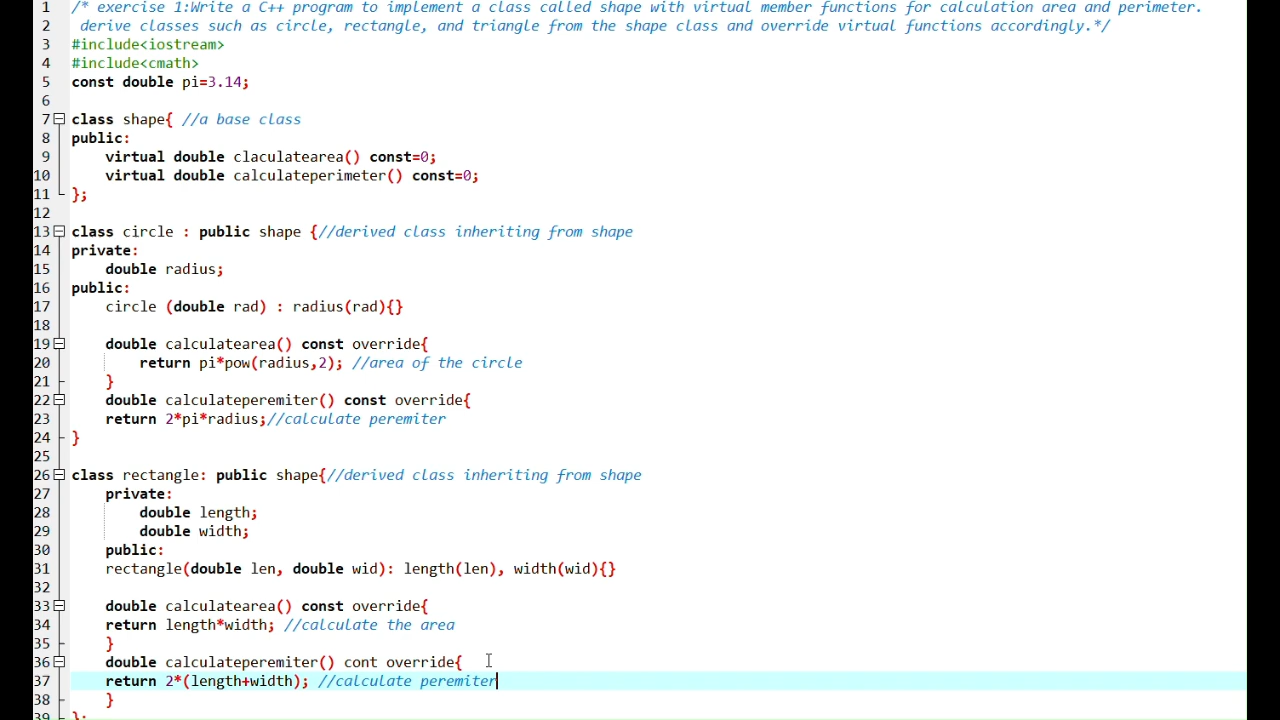 1 /* exercise 1:Write a C++ program to implement a class called shape with virtual member functions for calculation area and perimeter.
2 derive classes such as circle, rectangle, and triangle from the shape class and override virtual functions accordingly.*/
3 #include<iostream>
4 #include<cmath>
5 const double pi=3.14;
6
7 class shape{ //a base class
8 public:
9 virtual double claculatearea() const=0;
10 virtual double calculateperimeter() const=0;
11 };
12
13 class circle : public shape {//derived class inheriting from shape
14 private:
15 double radius;
16 public:
17 circle (double rad) : radius(rad){}
18
19 double calculatearea() const override{
20 return pi*pow(radius,2); //area of the circle
21 }
22 double calculateperemiter() const override{
23 return 2*pi*radius;//calculate peremiter
24 }
25
26 class rectangle: public shape{//derived class inheriting from shape
27 private:
28 double length;
29 double width;
30 public:
31 rectangle(double len, double wid): length(len), width(wid){}
32
33 double calculatearea() const override{
34 return length*width; //calculate the area
35 }
36 double calculateperemiter() cont override{
37 return 2*(length+width); //calculate peremiter
38 }
39 };